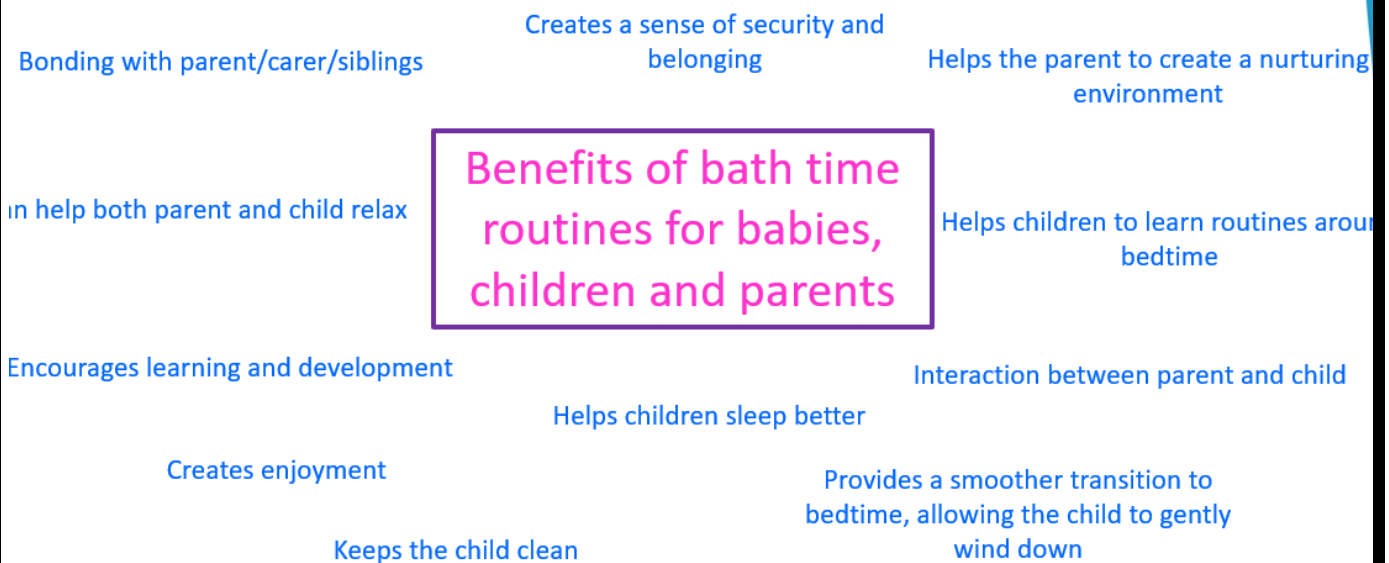 Creates a sense of security and
belonging
Bonding with parent/carer/siblings
Helps the parent to create a nurturing
environment
Benefits of bath time
routines for babies,
children and parents
help both parent and child relax
Helps children to learn routines
bedtime
Encourages learning and development
Interaction between parent and child
Helps children sleep better
Creates enjoyment
Provides a smoother transition to
bedtime, allowing the child to gently
wind down
Keeps the child clean